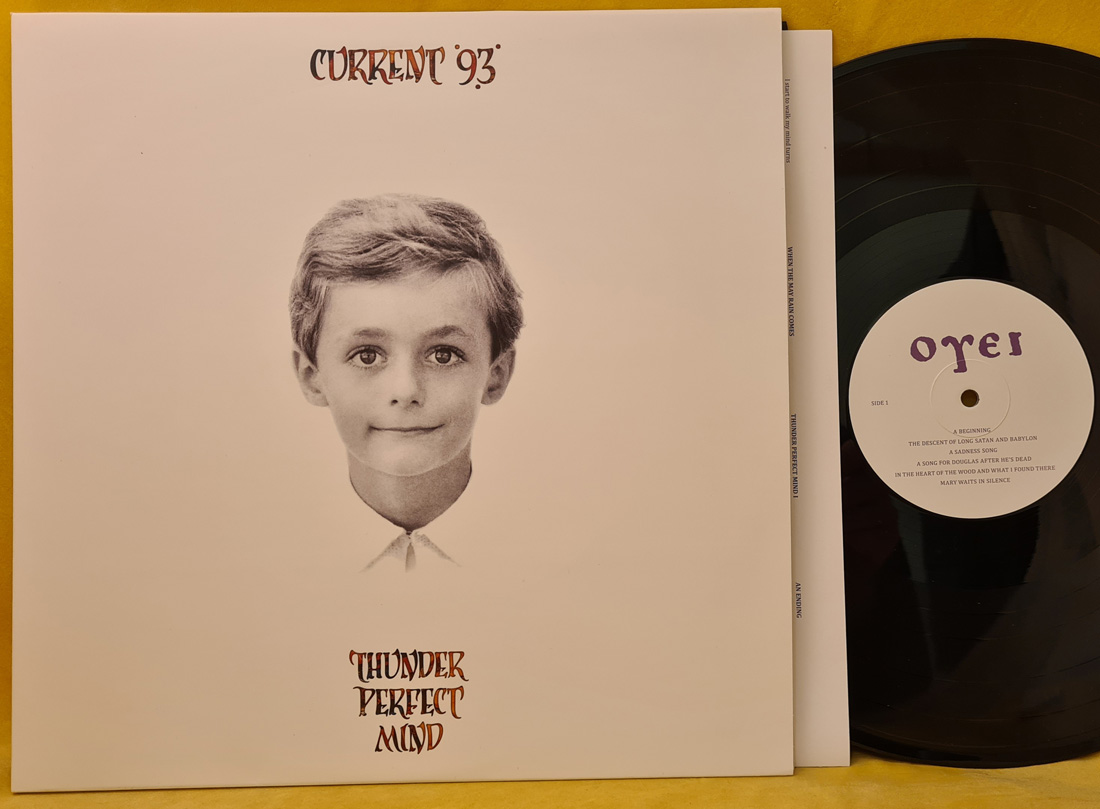 CURRENT '93'
THUNDER
PERFECT
MIND
I start to walk my mind turns
WHEN THE MAY RAIN COMES
THUNDER PERFECT MIND I
AN ENDING
SIDE 1
A BEGINNING
THE DESCENT OF LONG SATAN AND BABYLON
A SADNESS SONG
A SONG FOR DOUGLAS AFTER HE'S DEAD
IN THE HEART OF THE WOOD AND WHAT I FOUND THERE
MARY WAITS IN SILENCE